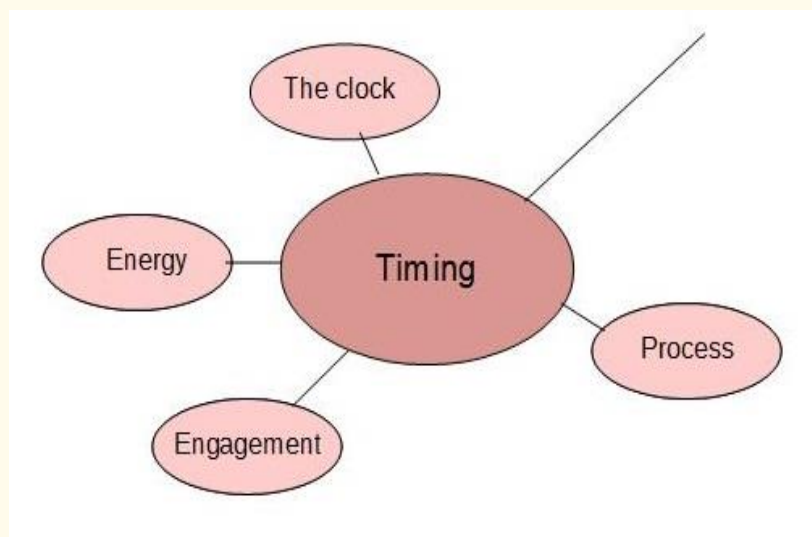 The clock
Energy
Timing
Process
Engagement